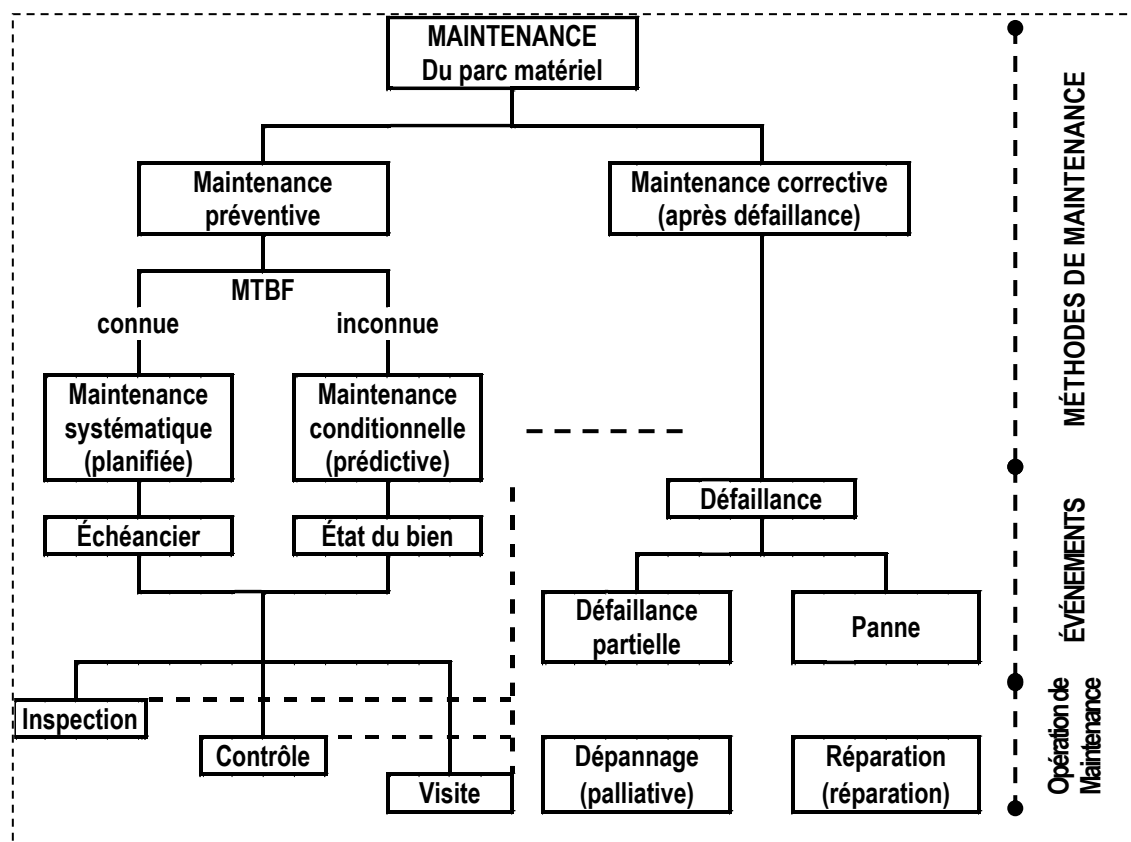 MAINTENANCE
Du parc matériel
Maintenance
préventive
Maintenance corrective
(après défaillance)
MTBF
connue
inconnue
Maintenance
systématique
(planifiée)
Maintenance
conditionnelle
(prédictive)
Défaillance
Échéancier
État du bien
Défaillance
partielle
Panne
Inspection
Contrôle
Visite
Dépannage
(palliative)
Réparation
(réparation)
MÉTHODES DE MAINTENANCE
ÉVÉNEMENTS
Opération de
Maintenance